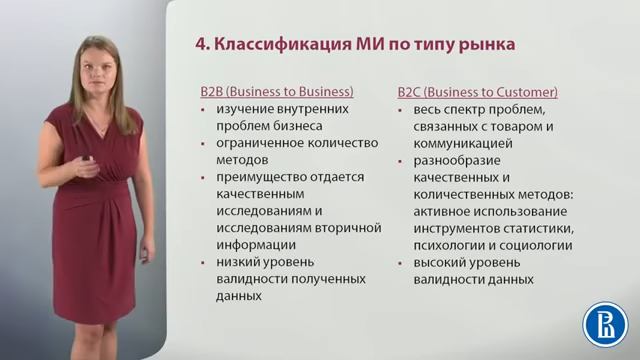 4. Классификация МИ по типу рынка
B2B (Business to Business)
• изучение внутренних
проблем бизнеса
• ограниченное количество
методов
• преимущество отдается
качественным
исследованиям и
исследованиям вторичной
информации
• низкий уровень
валидности полученных
данных
B2C (Business to Customer)
• весь спектр проблем,
связанных с товаром и
коммуникацией
• разнообразие
качественных и
количественных методов:
активное использование
инструментов статистики,
психологии и социологии
• высокий уровень
валидности данных